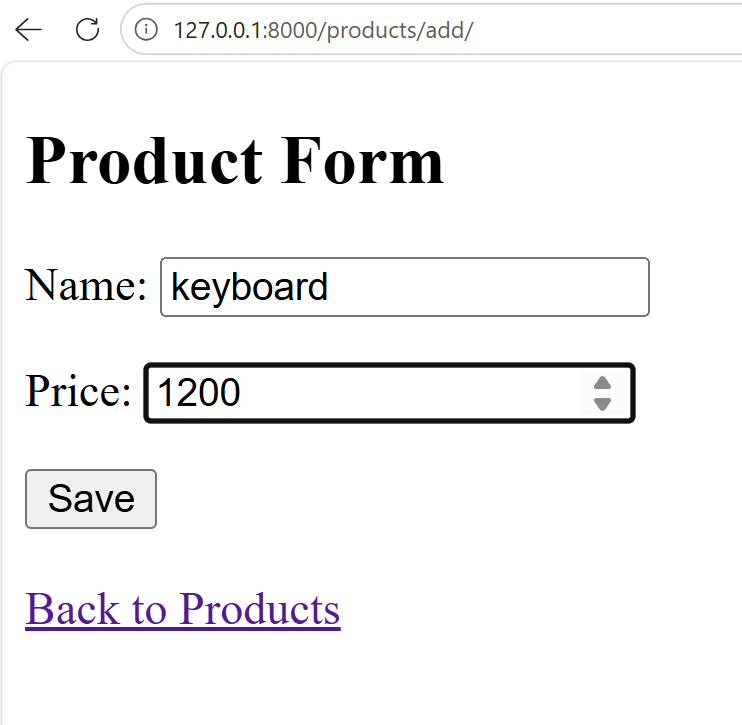 127.0.0.1:8000/products/add/
Product Form
Name: keyboard
Price: 1200
Save
Back to Products